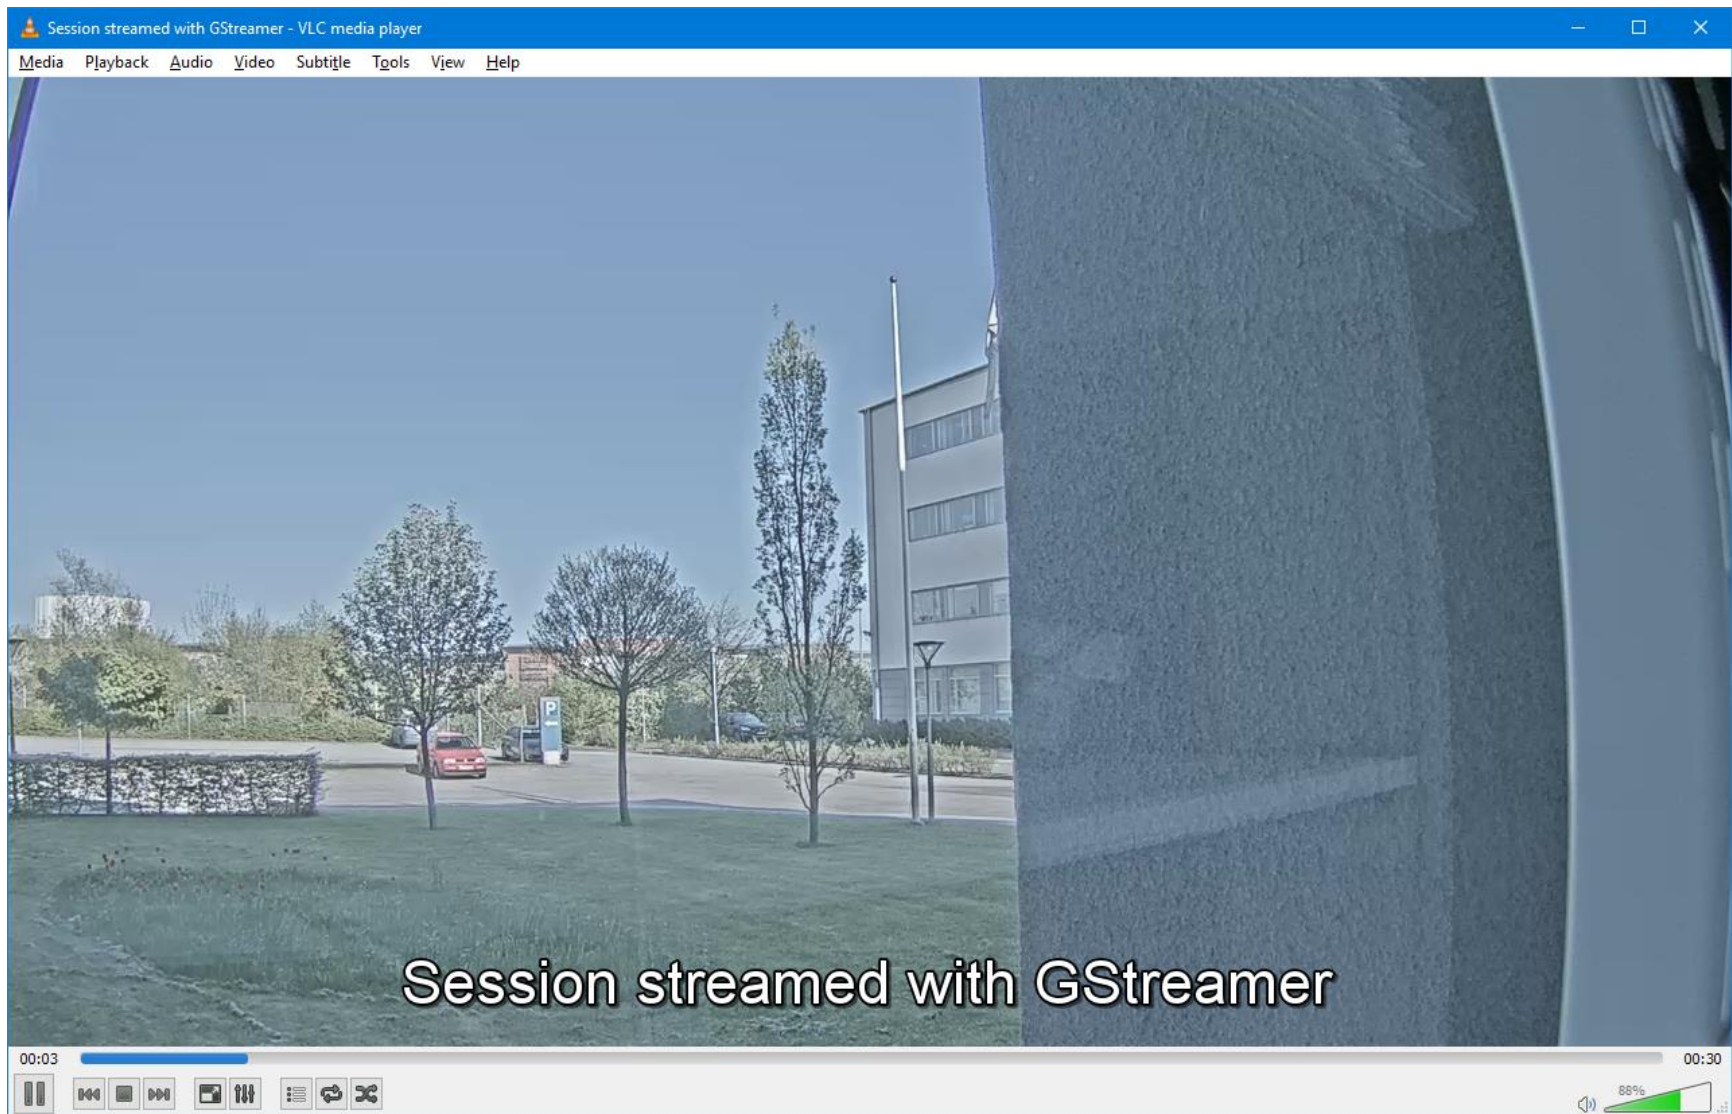 Session streamed with GStreamer - VLC media player
Media Playback Audio Video Subtitle Tools View Help
P
Session streamed with GStreamer
00:03 00:30
88%